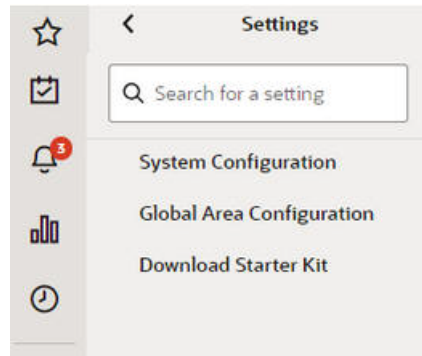 Settings
Search for a setting
3
System Configuration
Global Area Configuration
Download Starter Kit